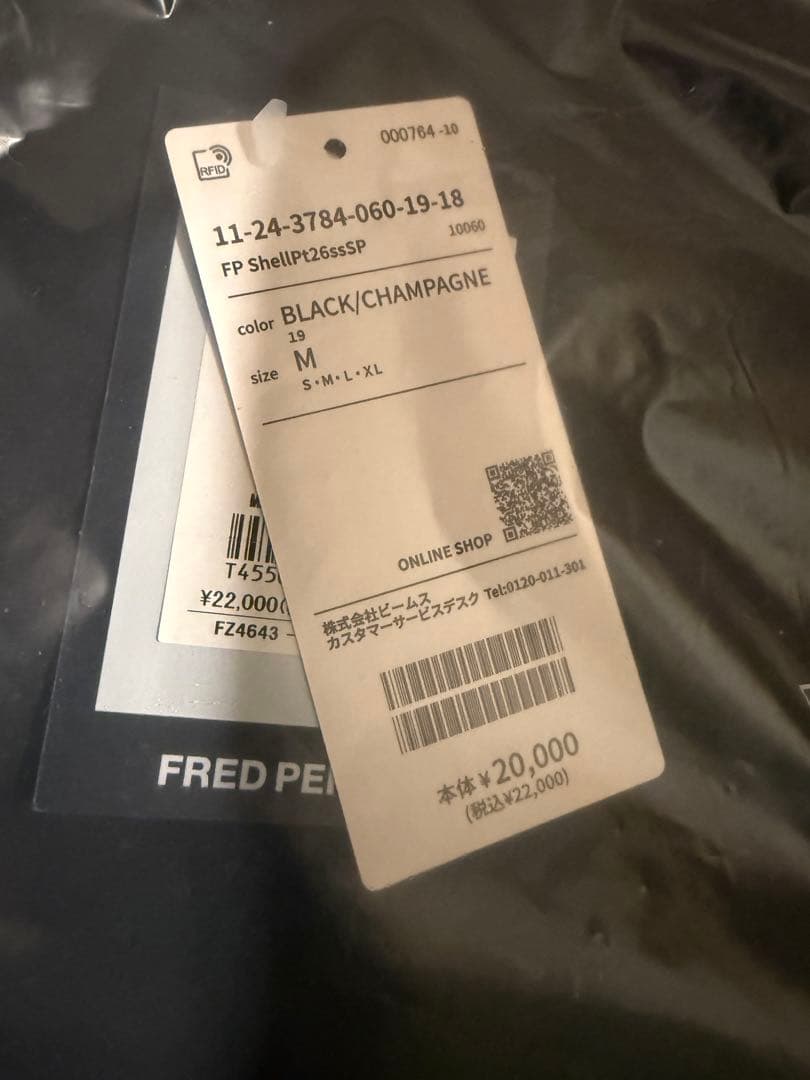 RFID
000764 -10
11-24-3784-060-19-18
FP ShellPt26ssSP 10060
color BLACK/CHAMPAGNE
19
size M
S・M・L・XL
ONLINE SHOP
株式会社ビームス
カスタマーサービスデスク Tel:0120-011-301
本体¥20,000
(税込¥22,000)
T455
¥22,000(
FZ4643 -
FRED PE